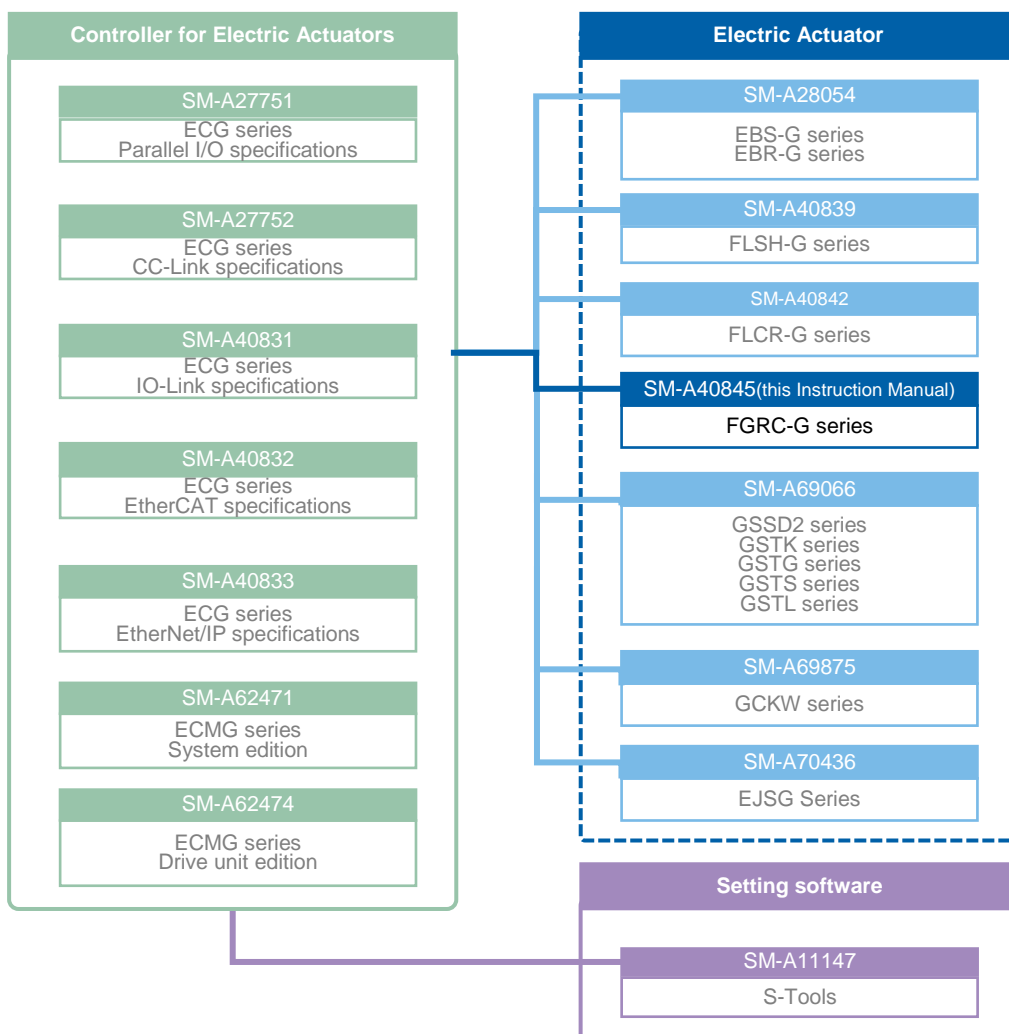 Controller for Electric Actuators
SM-A27751
ECG series
Parallel I/O specifications
SM-A27752
ECG series
CC-Link specifications
SM-A40831
ECG series
IO-Link specifications
SM-A40832
ECG series
EtherCAT specifications
SM-A40833
ECG series
EtherNet/IP specifications
SM-A62471
ECMG series
System edition
SM-A62474
ECMG series
Drive unit edition
Electric Actuator
SM-A28054
EBS-G series
EBR-G series
SM-A40839
FLSH-G series
SM-A40842
FLCR-G series
SM-A40845(this Instruction Manual)
FGRC-G series
SM-A69066
GSSD2 series
GSTK series
GSTG series
GSTS series
GSTL series
SM-A69875
GCKW series
SM-A70436
EJSG Series
Setting software
SM-A11147
S-Tools